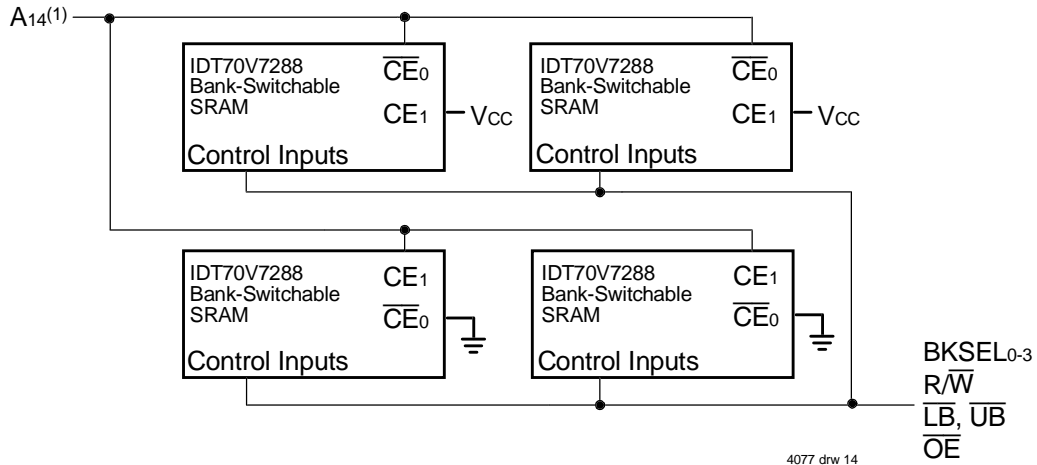 A14(1)
IDT70V7288
Bank-Switchable
SRAM
CE0
CE1
VCC
Control Inputs
IDT70V7288
Bank-Switchable
SRAM
CE0
CE1
VCC
Control Inputs
IDT70V7288
Bank-Switchable
SRAM
CE1
CE0
Control Inputs
IDT70V7288
Bank-Switchable
SRAM
CE1
CE0
Control Inputs
BKSEL0-3
R/W
LB, UB
OE
4077 drw 14